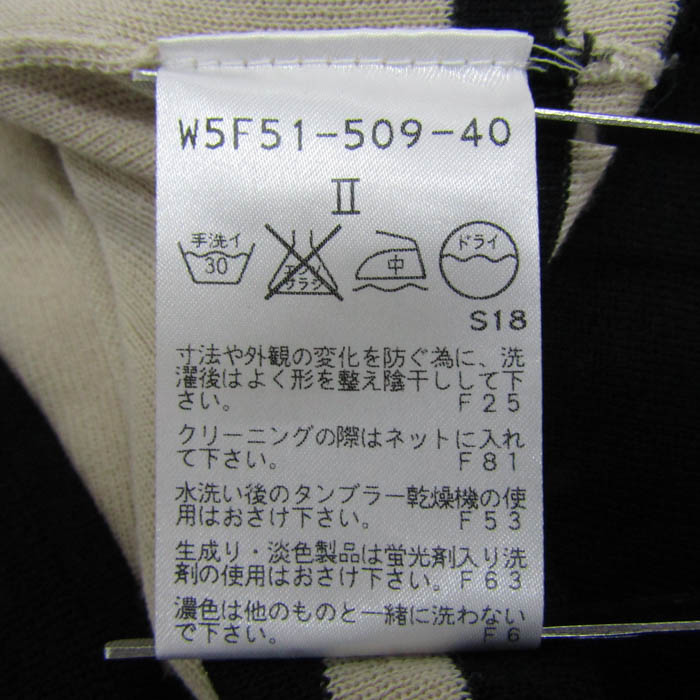 W5F51-509-40
II
手洗イ
30
エンソ
サラシ
中
ドライ
S18
寸法や外観の変化を防ぐ為に、洗
濯後はよく形を整え陰干しして下
さい。 F25
クリーニングの際はネットに入れ
て下さい。 F81
水洗い後のタンブラー乾燥機の使
用はおさけ下さい。 F53
生成り・淡色製品は蛍光剤入り洗
剤の使用はおさけ下さい。F63
濃色は他のものと一緒に洗わない
で下さい。 F6